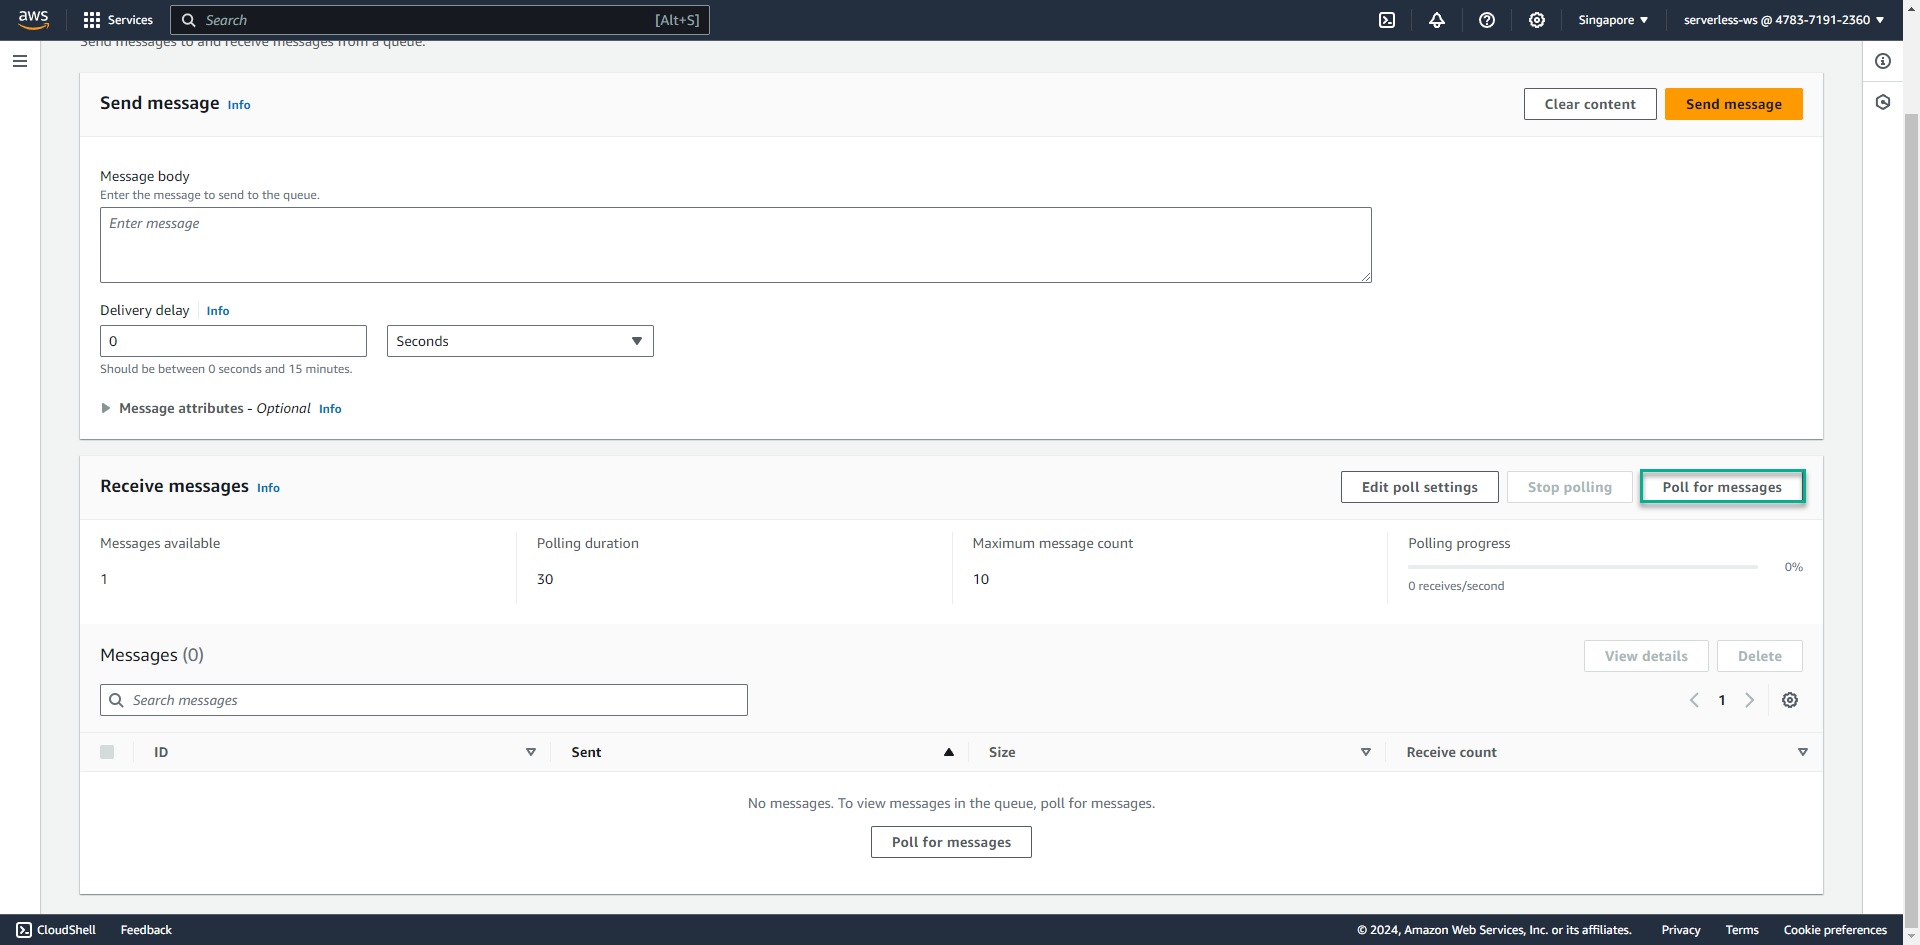 aws Services Search [Alt+S] Singapore serverless-ws @ 4783-7191-2360
Send messages to and receive messages from a queue.
Send message Info Clear content Send message
Message body
Enter the message to send to the queue.
Enter message
Delivery delay Info
0 Seconds
Should be between 0 seconds and 15 minutes.
Message attributes - Optional Info
Receive messages Info Edit poll settings Stop polling Poll for messages
Messages available Polling duration Maximum message count Polling progress
1 30 10 0%
0 receives/second
Messages (0) View details Delete
Search messages 1
ID Sent Size Receive count
No messages. To view messages in the queue, poll for messages.
Poll for messages
CloudShell Feedback © 2024, Amazon Web Services, Inc. or its affiliates. Privacy Terms Cookie preferences